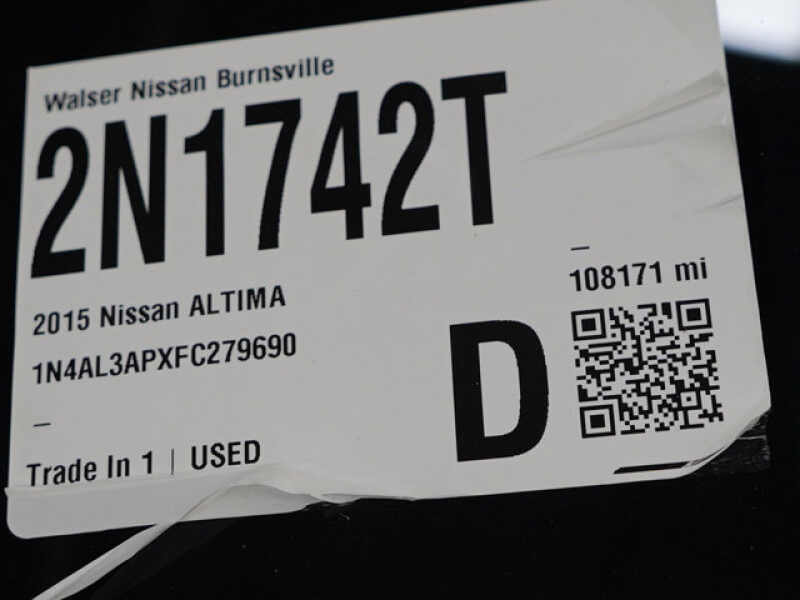 Walser Nissan Burnsville
2N1742T
–
108171 mi
2015 Nissan ALTIMA
1N4AL3APXFC279690
D
–
Trade In 1 | USED